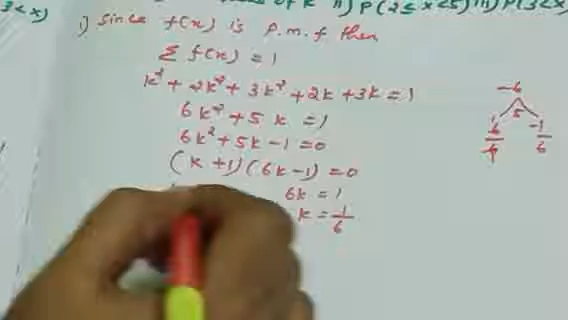 3<x) of k ii) P(2≤x<5) iii) P(3<x)
i) Since f(x) is p.m.f then
Σ f(x) = 1
k² + 2k² + 3k² + 2k + 3k = 1
6k² + 5k = 1
6k² + 5k - 1 = 0
(k + 1) (6k - 1) = 0
6k = 1
k = 1/6
-6
5
6 -1
6